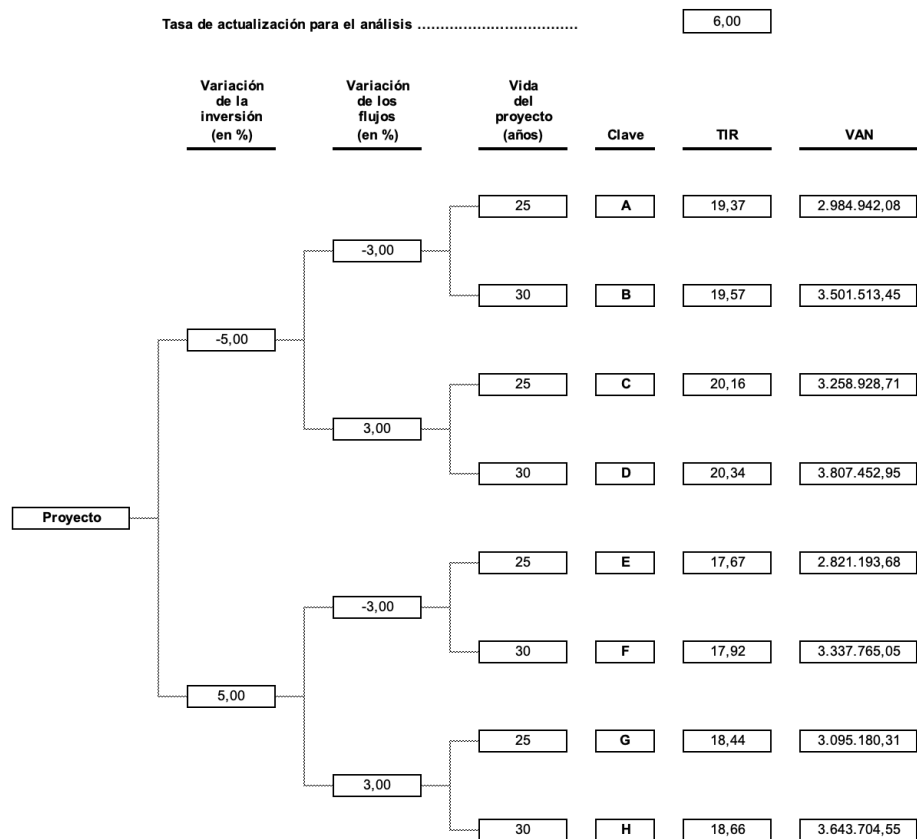 Tasa de actualización para el análisis ................................... 6,00
Variación Variación Vida
de la de los del
inversión flujos proyecto
(en %) (en %) (años) Clave TIR VAN
25 A 19,37 2.984.942,08
-3,00
30 B 19,57 3.501.513,45
-5,00
25 C 20,16 3.258.928,71
3,00
30 D 20,34 3.807.452,95
Proyecto
25 E 17,67 2.821.193,68
-3,00
30 F 17,92 3.337.765,05
5,00
25 G 18,44 3.095.180,31
3,00
30 H 18,66 3.643.704,55